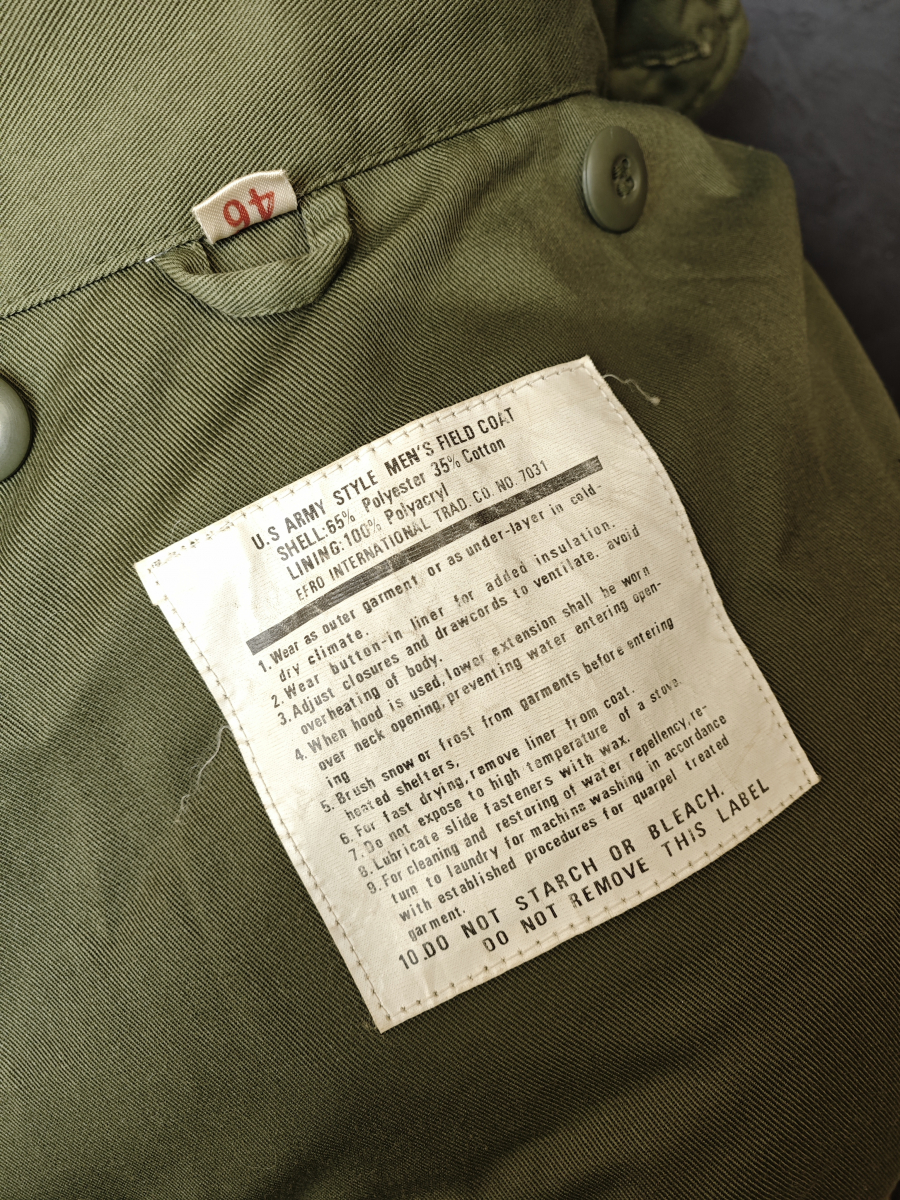 46
U.S ARMY STYLE MEN'S FIELD COAT
SHELL:65% Polyester 35% Cotton
LINING:100% Polyacryl
EFRO INTERNATIONAL TRAD. CO. NO. 7031
1. Wear as outer garment or as under-layer in cold-
dry climate.
2. Wear button-in liner for added insulation.
3. Adjust closures and drawcords to ventilate. avoid
overheating of body.
4. When hood is used, lower extension shall be worn
over neck opening, preventing water entering open-
ing
5. Brush snow or frost from garments before entering
heated shelters,
6. For fast drying, remove liner from coat.
7. Do not expose to high temperature of a stove.
8. Lubricate slide fasteners with wax.
9. For cleaning and restoring of water repellency, re-
turn to laundry for machine washing in accordance
with established procedures for quarpel treated
garment.
10. DO NOT STARCH OR BLEACH.
DO NOT REMOVE THIS LABEL